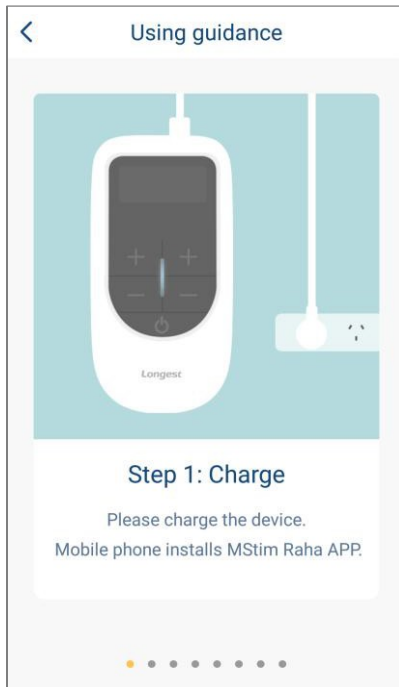 Using guidance
Longest
Step 1: Charge
Please charge the device.
Mobile phone installs MStim Raha APP.